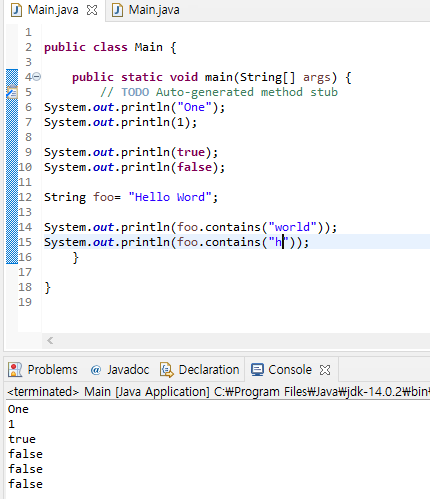 Main.java Main.java
1
2 public class Main {
3
4 public static void main(String[] args) {
5 // TODO Auto-generated method stub
6 System.out.println("One");
7 System.out.println(1);
8
9 System.out.println(true);
10 System.out.println(false);
11
12 String foo= "Hello Word";
13
14 System.out.println(foo.contains("world"));
15 System.out.println(foo.contains("h"));
16 }
17
18 }
19
Problems @ Javadoc Declaration Console
<terminated> Main [Java Application] C:₩Program Files₩Java₩jdk-14.0.2₩bin₩
One
1
true
false
false
false